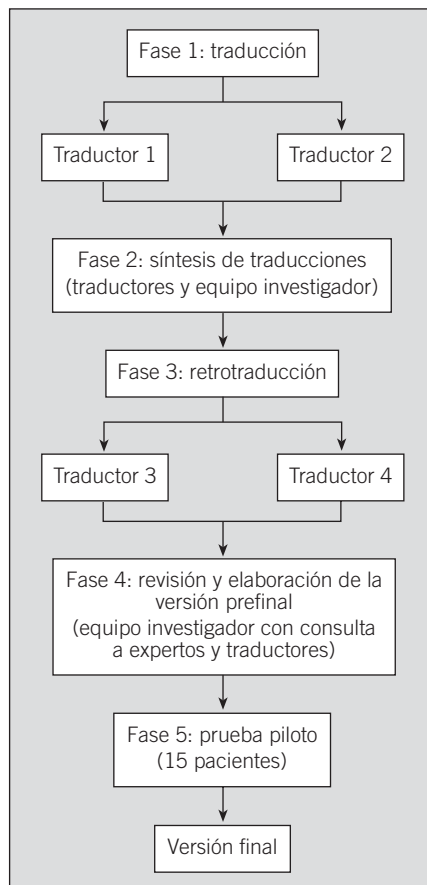 Fase 1: traducción
Traductor 1
Traductor 2
Fase 2: síntesis de traducciones
(traductores y equipo investigador)
Fase 3: retrotraducción
Traductor 3
Traductor 4
Fase 4: revisión y elaboración de la
versión prefinal
(equipo investigador con consulta
a expertos y traductores)
Fase 5: prueba piloto
(15 pacientes)
Versión final